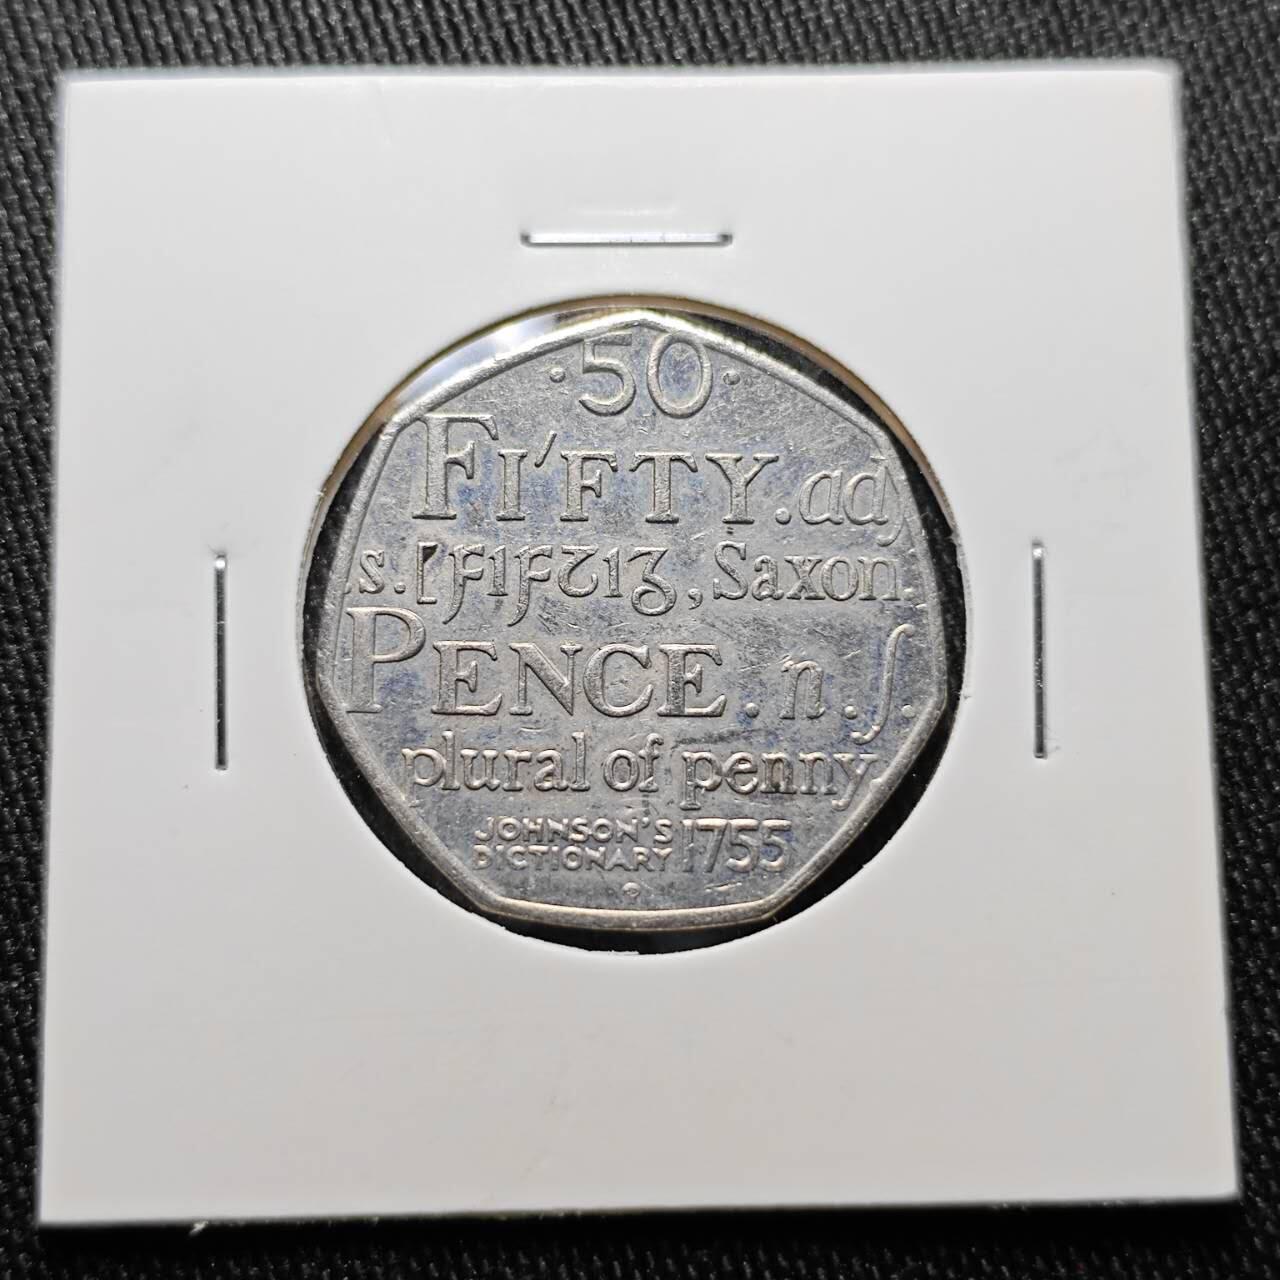 ·50·
FI'FTY.adj
.s.[ꝼıꝼꞇıᵹ, Saxon.]
PENCE.n.ſ.
plural of penny
JOHNSON'S
DICTIONARY 1755